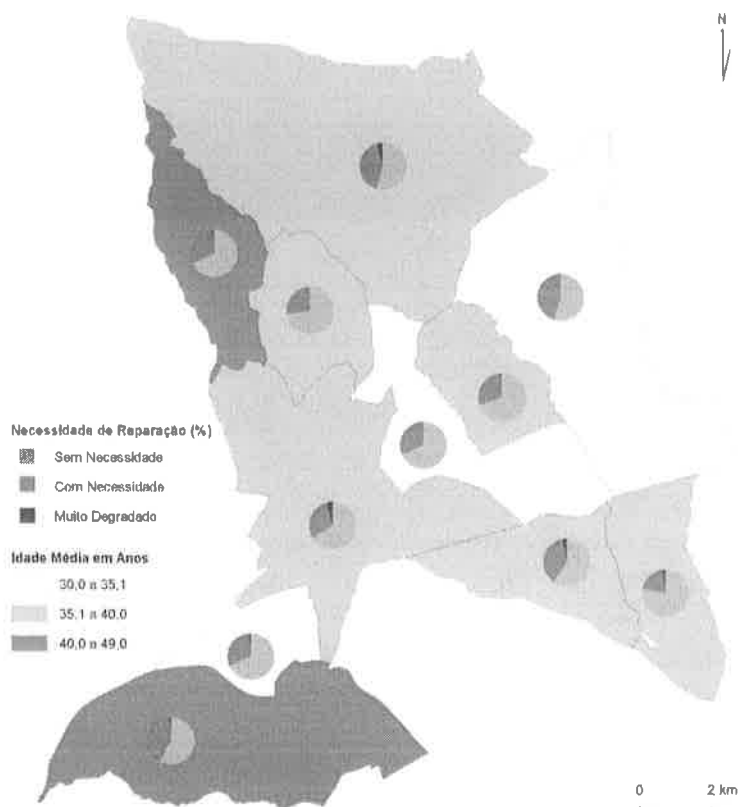 N
Necessidade de Reparação (%)
Sem Necessidade
Com Necessidade
Muito Degradado
Idade Média em Anos
30,0 a 35,1
35,1 a 40,0
40,0 a 49,0
0 2 km